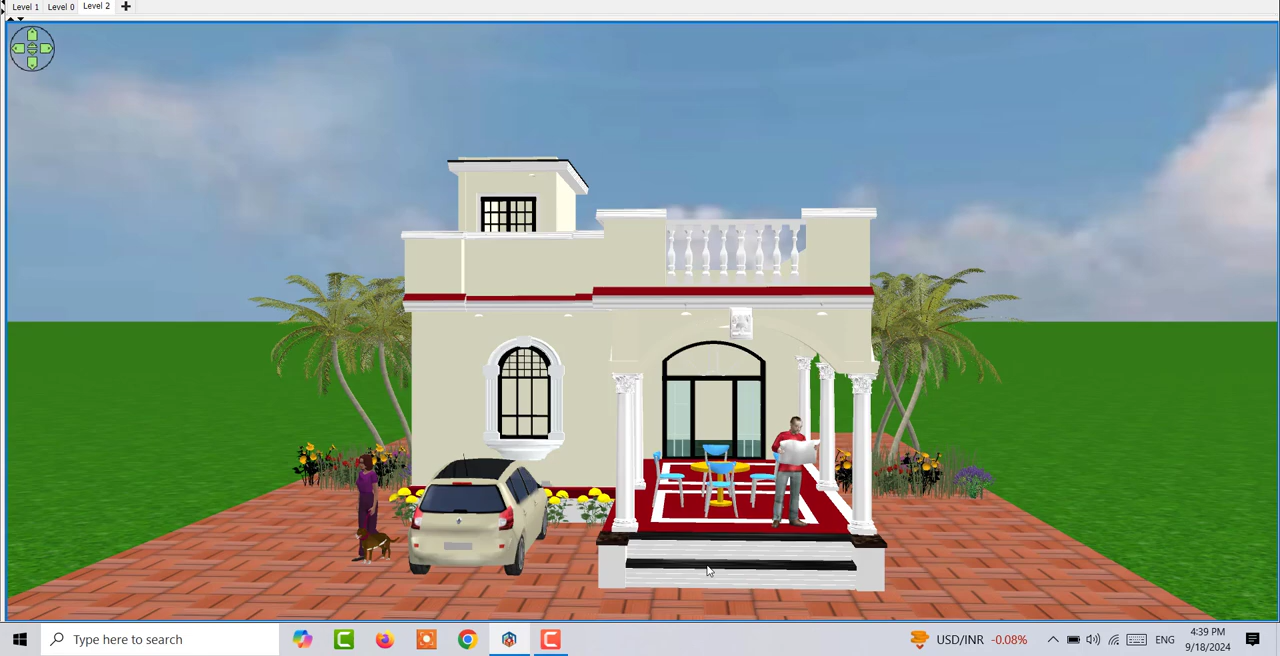 Level 1 Level 0 Level 2
Type here to search
USD/INR -0.08%
ENG
4:39 PM
9/18/2024